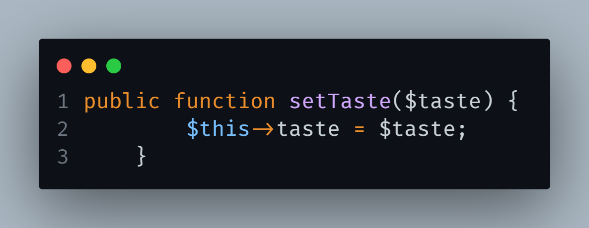 1 public function setTaste($taste) {
2         $this->taste = $taste;
3     }